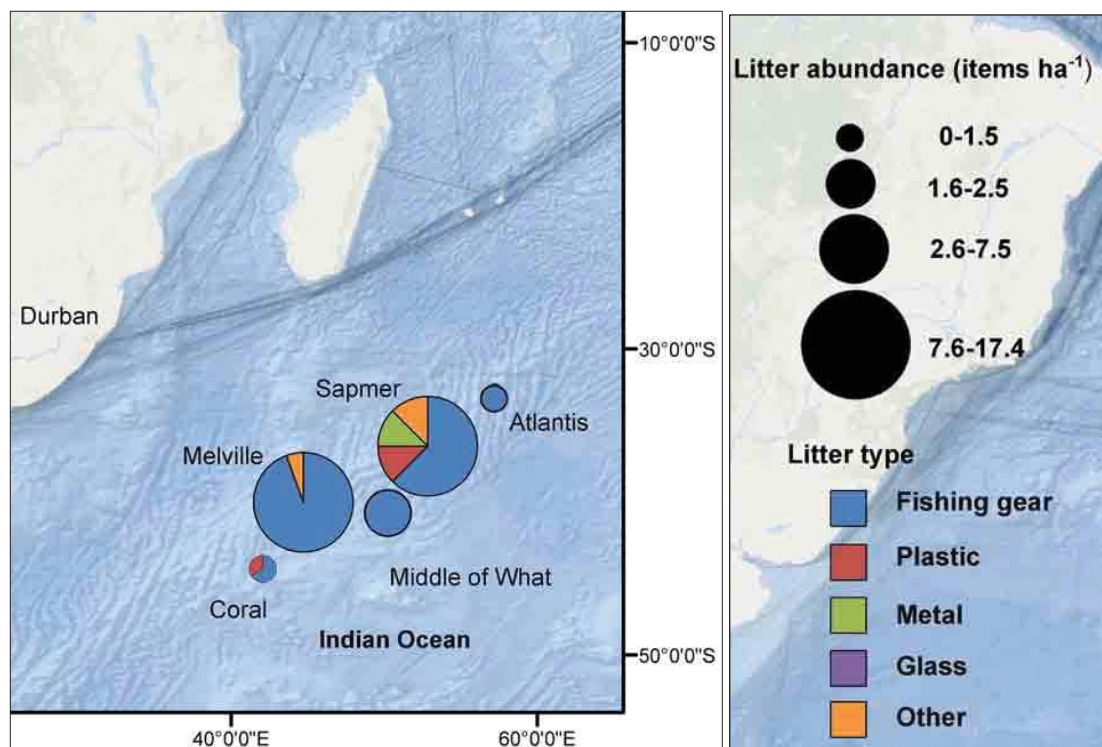 10°0'0"S
Durban
30°0'0"S
Sapmer
Atlantis
Melville
Middle of What
Coral
Indian Ocean
50°0'0"S
40°0'0"E
60°0'0"E
Litter abundance (items ha⁻¹)
0-1.5
1.6-2.5
2.6-7.5
7.6-17.4
Litter type
Fishing gear
Plastic
Metal
Glass
Other